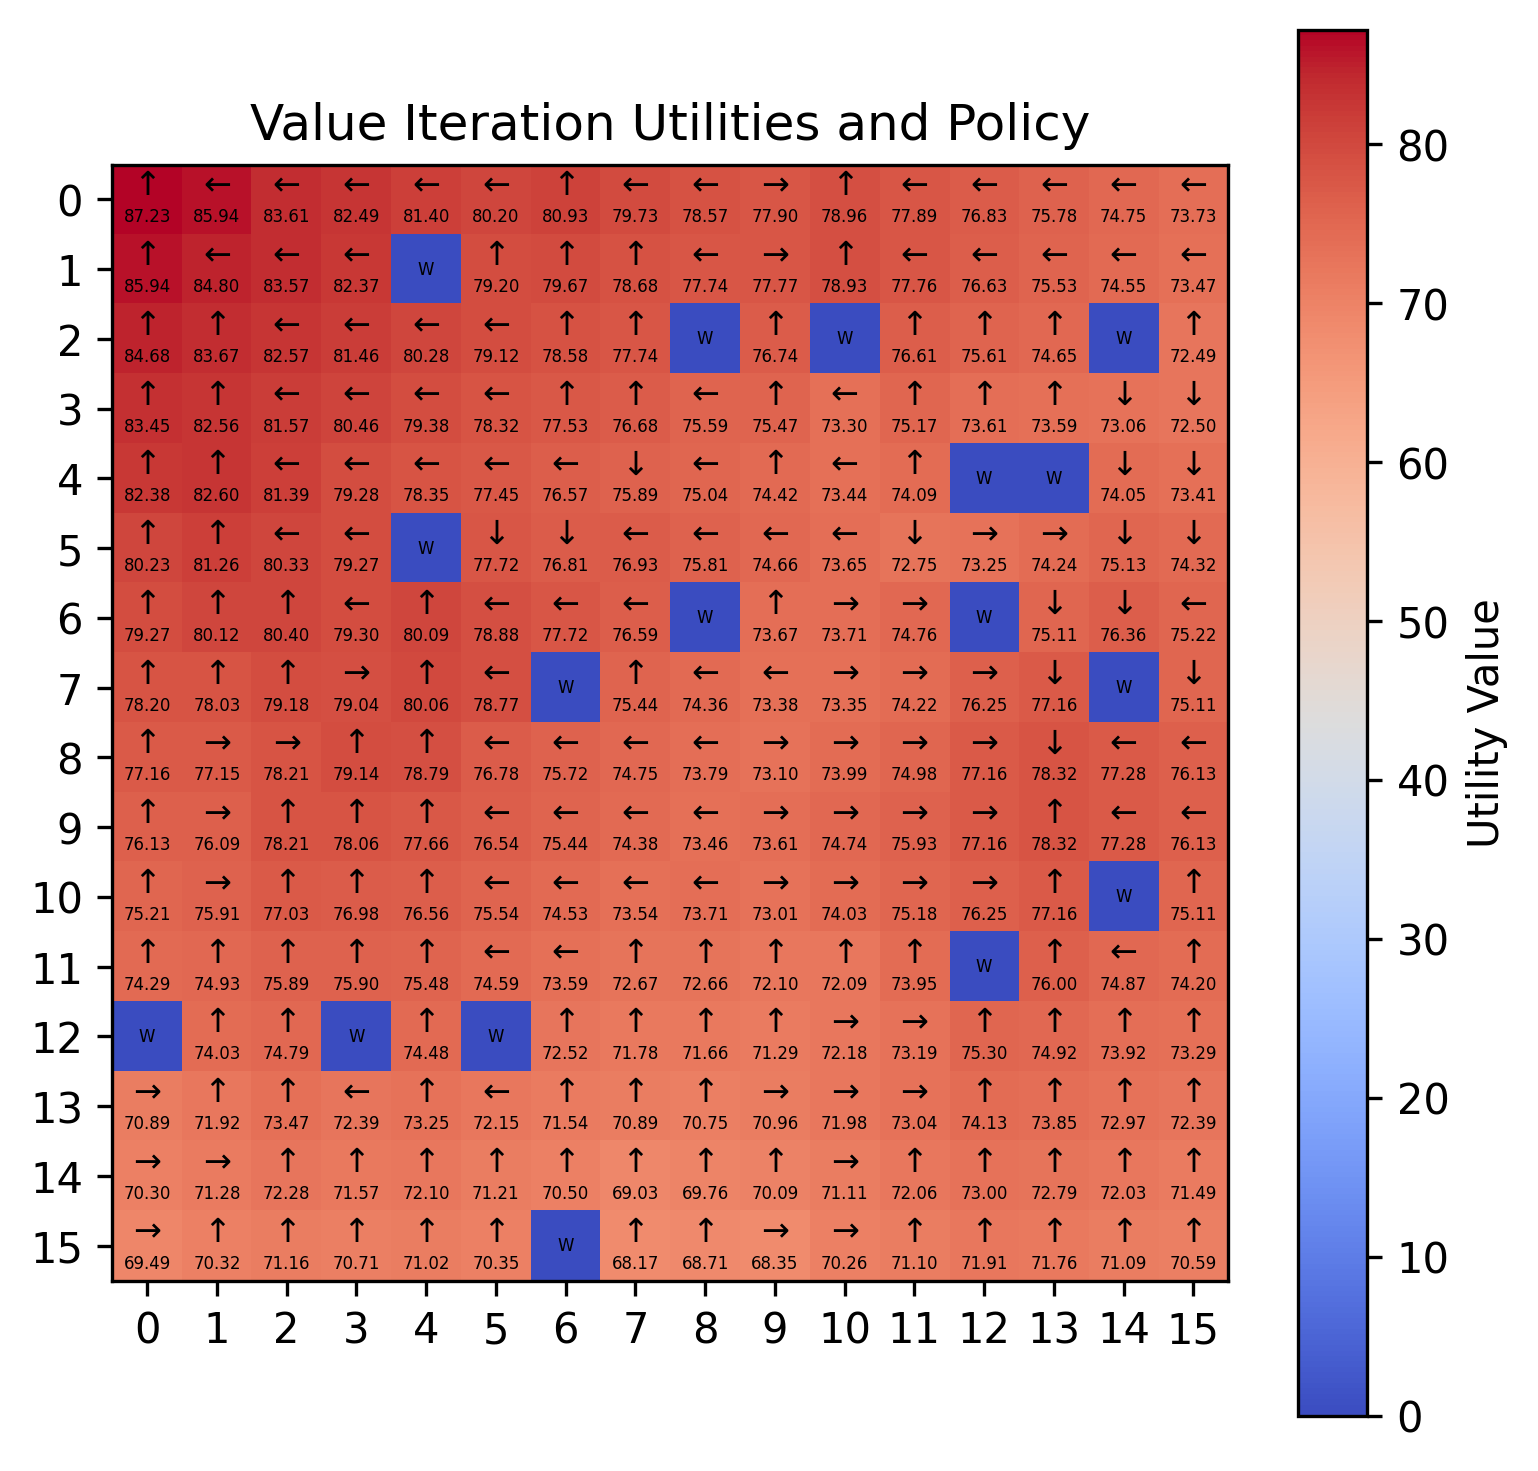 Value Iteration Utilities and Policy
↑ ← ← ← ← ← ↑ ← ← → ↑ ← ← ← ← ←
0 87.23 85.94 83.61 82.49 81.40 80.20 80.93 79.73 78.57 77.90 78.96 77.89 76.83 75.78 74.75 73.73
↑ ← ← ← W ↑ ↑ ↑ ← → ↑ ← ← ← ← ←
1 85.94 84.80 83.57 82.37 79.20 79.67 78.68 77.74 77.77 78.93 77.76 76.63 75.53 74.55 73.47
↑ ↑ ← ← ← ← ↑ ↑ W ↑ W ↑ ↑ ↑ W ↑
2 84.68 83.67 82.57 81.46 80.28 79.12 78.58 77.74 76.74 76.61 75.61 74.65 72.49
↑ ↑ ← ← ← ← ↑ ↑ ← ↑ ← ↑ ↑ ↑ ↓ ↓
3 83.45 82.56 81.57 80.46 79.38 78.32 77.53 76.68 75.59 75.47 73.30 75.17 73.61 73.59 73.06 72.50
↑ ↑ ← ← ← ← ← ↓ ← ↑ ← ↑ W W ↓ ↓
4 82.38 82.60 81.39 79.28 78.35 77.45 76.57 75.89 75.04 74.42 73.44 74.09 74.05 73.41
↑ ↑ ← ← W ↓ ↓ ← ← ← ← ↓ → → ↓ ↓
5 80.23 81.26 80.33 79.27 77.72 76.81 76.93 75.81 74.66 73.65 72.75 73.25 74.24 75.13 74.32
↑ ↑ ↑ ← ↑ ← ← ← W ↑ → → W ↓ ↓ ←
6 79.27 80.12 80.40 79.30 80.09 78.88 77.72 76.59 73.67 73.71 74.76 75.11 76.36 75.22
↑ ↑ ↑ → ↑ ← W ↑ ← ← → → → ↓ W ↓
7 78.20 78.03 79.18 79.04 80.06 78.77 75.44 74.36 73.38 73.35 74.22 76.25 77.16 75.11
↑ → → ↑ ↑ ← ← ← ← → → → → ↓ ← ←
8 77.16 77.15 78.21 79.14 78.79 76.78 75.72 74.75 73.79 73.10 73.99 74.98 77.16 78.32 77.28 76.13
↑ → ↑ ↑ ↑ ← ← ← ← → → → → ↑ ← ←
9 76.13 76.09 78.21 78.06 77.66 76.54 75.44 74.38 73.46 73.61 74.74 75.93 77.16 78.32 77.28 76.13
↑ → ↑ ↑ ↑ ← ← ← ← → → → → ↑ W ↑
10 75.21 75.91 77.03 76.98 76.56 75.54 74.53 73.54 73.71 73.01 74.03 75.18 76.25 77.16 75.11
↑ ↑ ↑ ↑ ↑ ← ← ↑ ↑ ↑ ↑ ↑ W ↑ ← ↑
11 74.29 74.93 75.89 75.90 75.48 74.59 73.59 72.67 72.66 72.10 72.09 73.95 76.00 74.87 74.20
W ↑ ↑ W ↑ W ↑ ↑ ↑ ↑ → → ↑ ↑ ↑ ↑
12 74.03 74.79 74.48 72.52 71.78 71.66 71.29 72.18 73.19 75.30 74.92 73.92 73.29
→ ↑ ↑ ← ↑ ← ↑ ↑ ↑ → → → ↑ ↑ ↑ ↑
13 70.89 71.92 73.47 72.39 73.25 72.15 71.54 70.89 70.75 70.96 71.98 73.04 74.13 73.85 72.97 72.39
→ → ↑ ↑ ↑ ↑ ↑ ↑ ↑ ↑ → ↑ ↑ ↑ ↑ ↑
14 70.30 71.28 72.28 71.57 72.10 71.21 70.50 69.03 69.76 70.09 71.11 72.06 73.00 72.79 72.03 71.49
→ ↑ ↑ ↑ ↑ ↑ W ↑ ↑ → → ↑ ↑ ↑ ↑ ↑
15 69.49 70.32 71.16 70.71 71.02 70.35 68.17 68.71 68.35 70.26 71.10 71.91 71.76 71.09 70.59
0 1 2 3 4 5 6 7 8 9 10 11 12 13 14 15
80
70
60
50
40
30
20
10
0
Utility Value